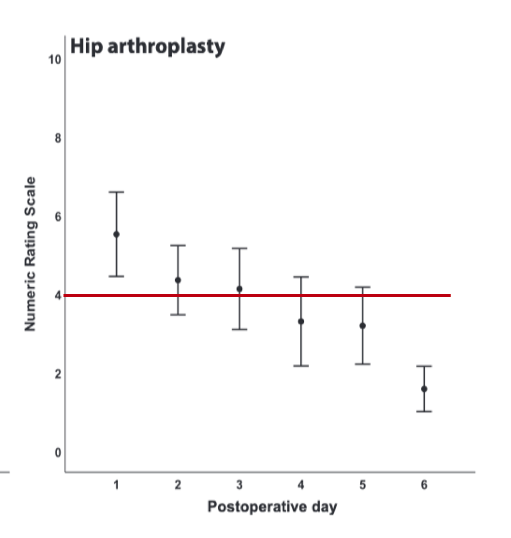 Hip arthroplasty
10
8
6
4
2
0
Numeric Rating Scale
1 2 3 4 5 6
Postoperative day